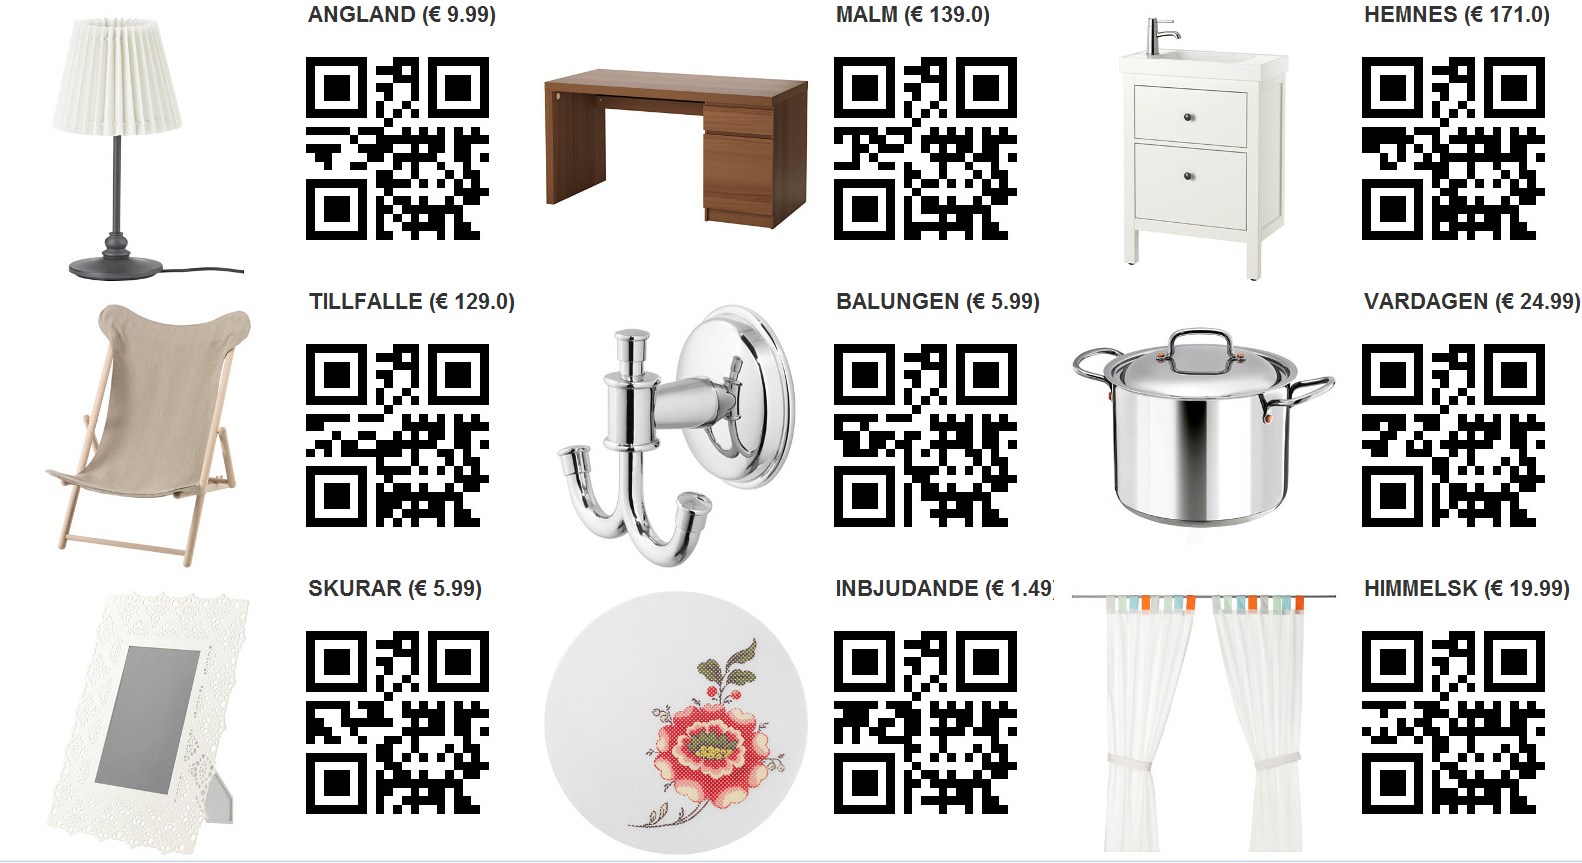 ANGLAND (€ 9.99)
MALM (€ 139.0)
HEMNES (€ 171.0)
TILLFALLE (€ 129.0)
BALUNGEN (€ 5.99)
VARDAGEN (€ 24.99)
SKURAR (€ 5.99)
INBJUDANDE (€ 1.49)
HIMMELSK (€ 19.99)